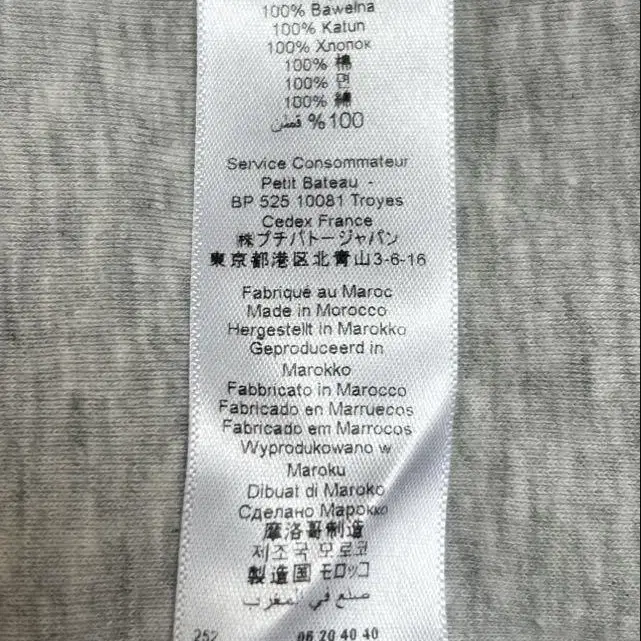 100% Bawełna
100% Katun
100% Хлопок
100% 棉
100% 면
100% 綿
100% قطن
Service Consommateur
Petit Bateau -
BP 525 10081 Troyes
Cedex France
㈱プチバトージャパン
東京都港区北青山3-6-16
Fabriqué au Maroc
Made in Morocco
Hergestellt in Marokko
Geproduceerd in
Marokko
Fabbricato in Marocco
Fabricado en Marruecos
Fabricado em Marrocos
Wyprodukowano w
Maroku
Dibuat di Maroko
Сделано Марокко
摩洛哥制造
제조국 모로코
製造国 モロッコ
صنع في المغرب
252 06 20 40 40